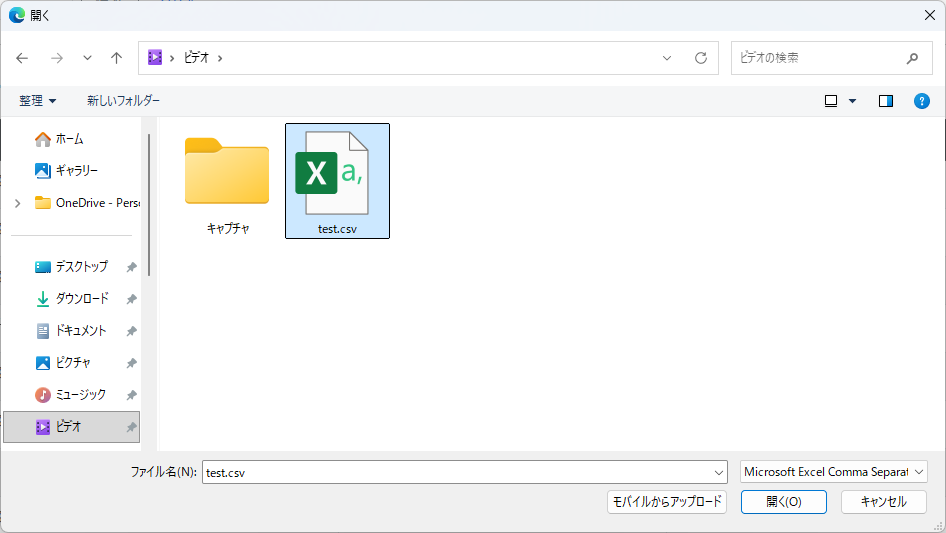 開く
ビデオ
ビデオの検索
整理
新しいフォルダー
ホーム
ギャラリー
OneDrive - Perso
デスクトップ
ダウンロード
ドキュメント
ピクチャ
ミュージック
ビデオ
キャプチャ
X a,
test.csv
ファイル名(N):
test.csv
Microsoft Excel Comma Separat
モバイルからアップロード
開く(O)
キャンセル